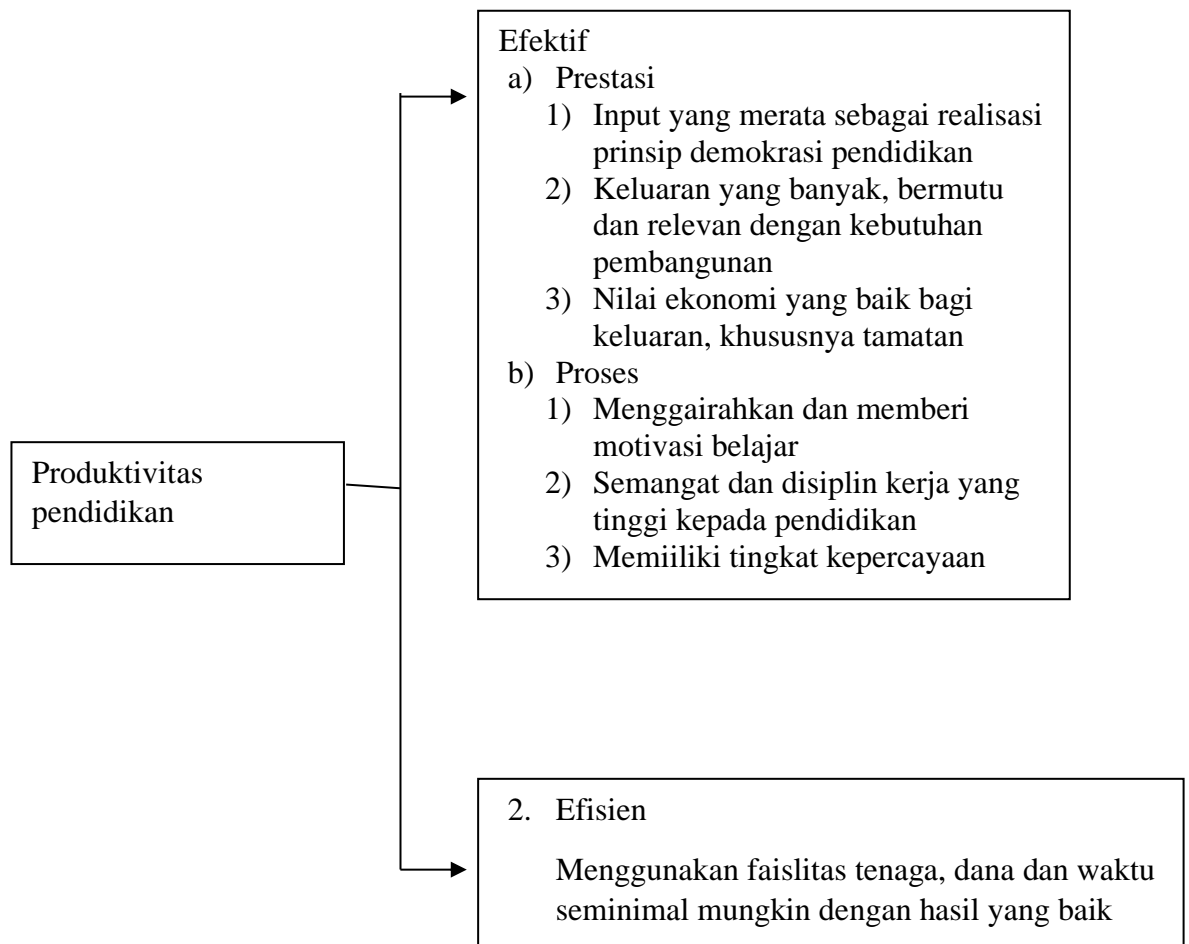 Efektif
a) Prestasi
1) Input yang merata sebagai realisasi
prinsip demokrasi pendidikan
2) Keluaran yang banyak, bermutu
dan relevan dengan kebutuhan
pembangunan
3) Nilai ekonomi yang baik bagi
keluaran, khususnya tamatan
b) Proses
1) Menggairahkan dan memberi
motivasi belajar
2) Semangat dan disiplin kerja yang
tinggi kepada pendidikan
3) Memiiliki tingkat kepercayaan
Produktivitas
pendidikan
2. Efisien
Menggunakan faislitas tenaga, dana dan waktu
seminimal mungkin dengan hasil yang baik